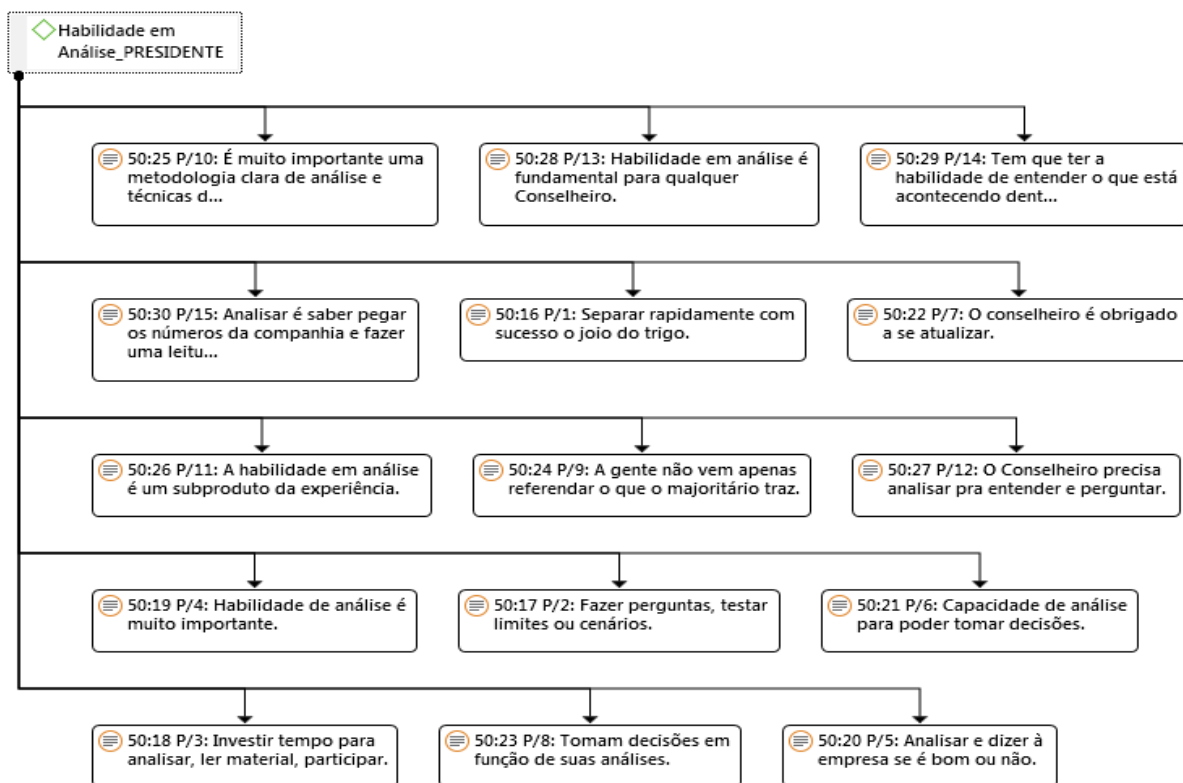 Habilidade em
Análise_PRESIDENTE
50:25 P/10: É muito importante uma
metodologia clara de análise e
técnicas d...
50:28 P/13: Habilidade em análise é
fundamental para qualquer
Conselheiro.
50:29 P/14: Tem que ter a
habilidade de entender o que está
acontecendo dent...
50:30 P/15: Analisar é saber pegar
os números da companhia e fazer
uma leitu...
50:16 P/1: Separar rapidamente com
sucesso o joio do trigo.
50:22 P/7: O conselheiro é obrigado
a se atualizar.
50:26 P/11: A habilidade em análise
é um subproduto da experiência.
50:24 P/9: A gente não vem apenas
referendar o que o majoritário traz.
50:27 P/12: O Conselheiro precisa
analisar pra entender e perguntar.
50:19 P/4: Habilidade de análise é
muito importante.
50:17 P/2: Fazer perguntas, testar
limites ou cenários.
50:21 P/6: Capacidade de análise
para poder tomar decisões.
50:18 P/3: Investir tempo para
analisar, ler material, participar.
50:23 P/8: Tomam decisões em
função de suas análises.
50:20 P/5: Analisar e dizer à
empresa se é bom ou não.